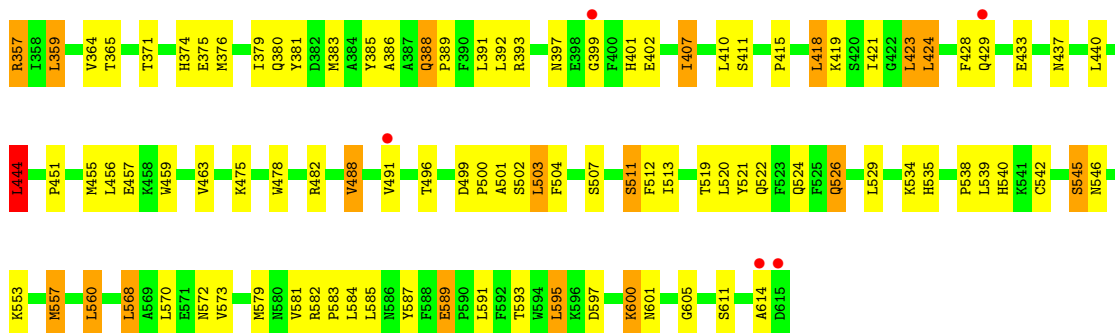 R357 I358 L359 V364 T365 T371 H374 E375 M376 I379 Q380 Y381 D382 M383 A384 Y385 A386 A387 Q388 P389 F390 L391 L392 R393 N397 E398 G399 F400 H401 E402 I407 L410 S411 P415 L418 K419 S420 I421 G422 L423 L424 F428 Q429 E433 N437 L440
L444 P451 M455 L456 E457 K458 W459 V463 K475 W478 R482 V488 V491 T496 D499 P500 A501 S502 L503 F504 S507 S511 F512 I513 T519 L520 Y521 Q522 F523 Q524 F525 Q526 L529 K534 H535 P538 L539 H540 K541 C542 S545 N546
K553 M557 L560 L568 A569 L570 E571 N572 V573 M579 N580 V581 R582 P583 L584 L585 N586 Y587 F588 E589 P590 L591 F592 T593 W594 L595 K596 D597 K600 N601 G605 S611 A614 D615